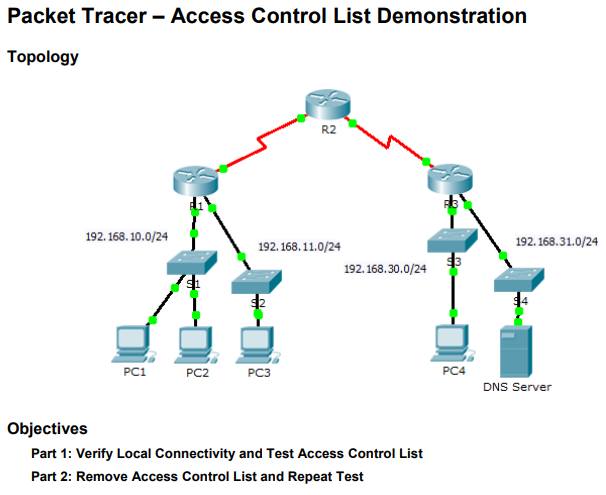 Packet Tracer – Access Control List Demonstration
Topology
R2
R1
R3
192.168.10.0/24
192.168.11.0/24
192.168.30.0/24
192.168.31.0/24
S1
S2
S3
S4
PC1
PC2
PC3
PC4
DNS Server
Objectives
Part 1: Verify Local Connectivity and Test Access Control List
Part 2: Remove Access Control List and Repeat Test